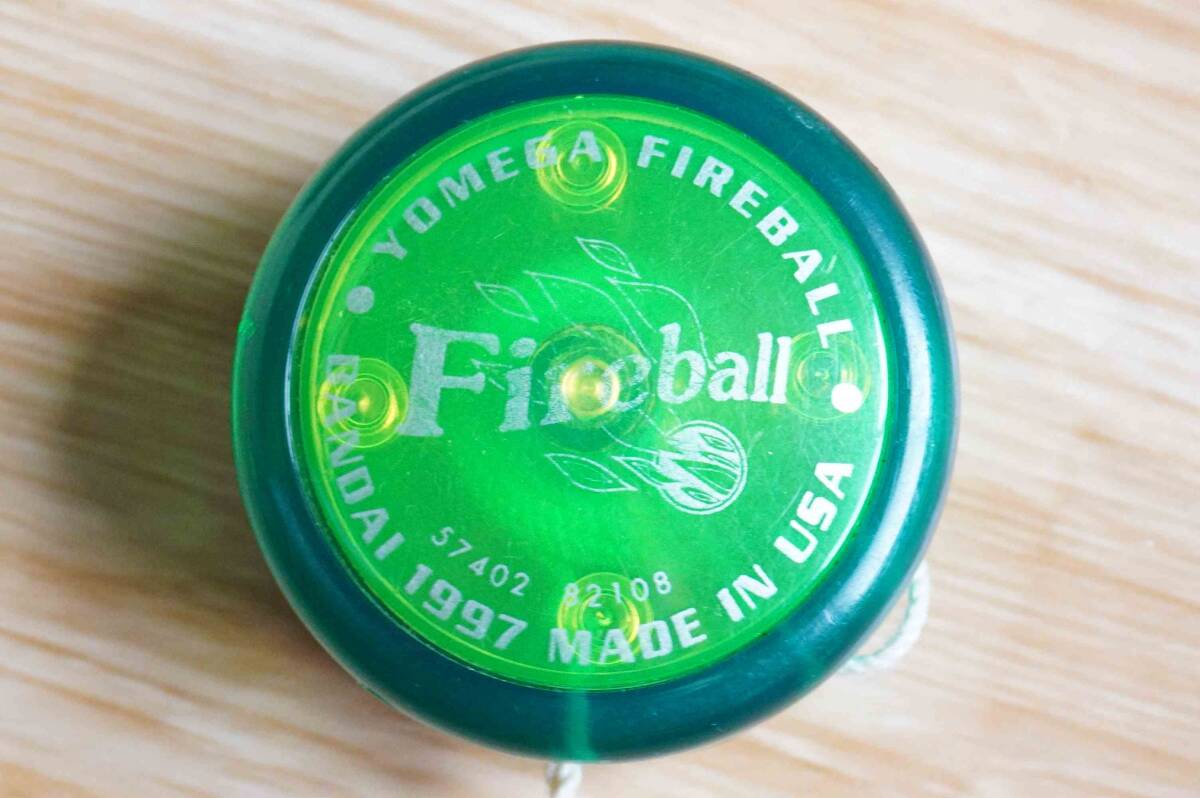 YOMEGA FIREBALL
Fireball
57402 82108
BANDAI 1997 MADE IN USA